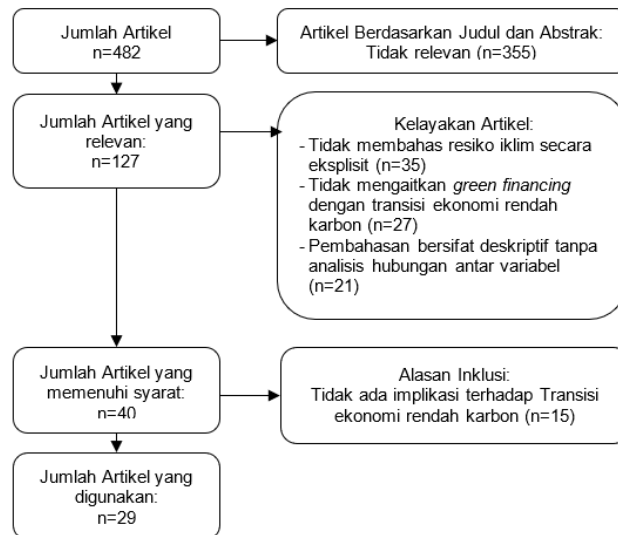 Jumlah Artikel
n=482
Artikel Berdasarkan Judul dan Abstrak:
Tidak relevan (n=355)
Jumlah Artikel yang
relevan:
n=127
Kelayakan Artikel:
- Tidak membahas resiko iklim secara
eksplisit (n=35)
- Tidak mengaitkan green financing
dengan transisi ekonomi rendah
karbon (n=27)
- Pembahasan bersifat deskriptif tanpa
analisis hubungan antar variabel
(n=21)
Jumlah Artikel yang
memenuhi syarat:
n=40
Alasan Inklusi:
Tidak ada implikasi terhadap Transisi
ekonomi rendah karbon (n=15)
Jumlah Artikel yang
digunakan:
n=29